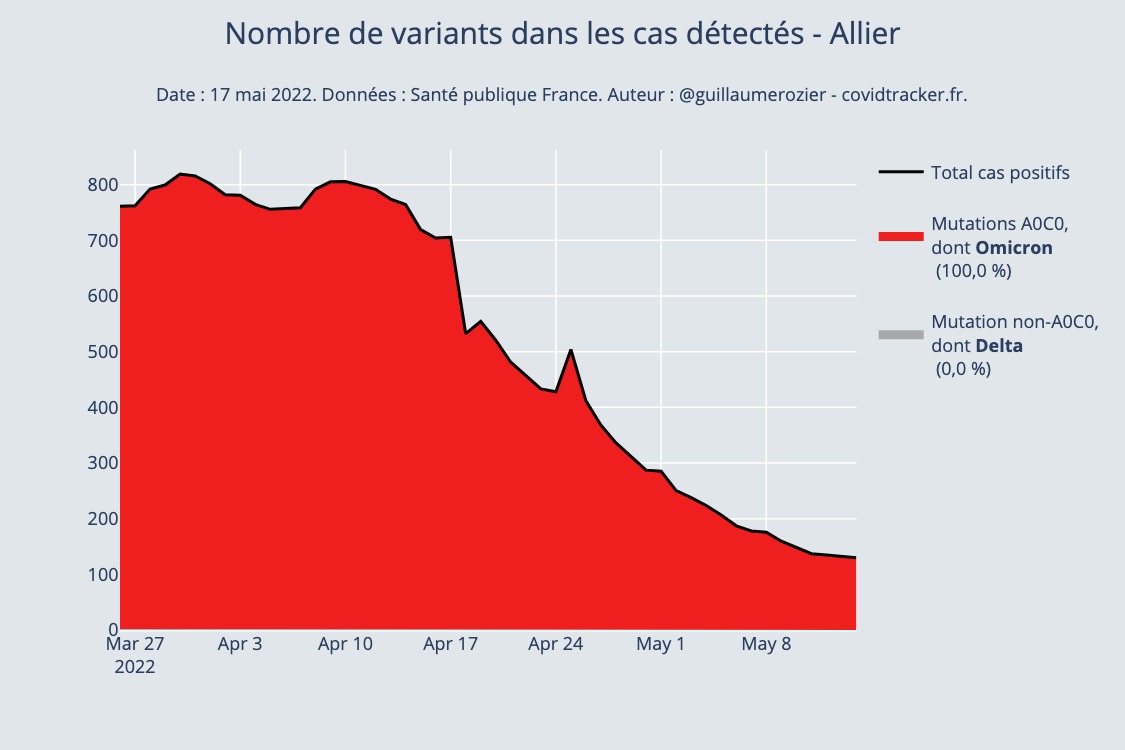 Nombre de variants dans les cas détectés - Allier
Date : 17 mai 2022. Données : Santé publique France. Auteur : @guillaumerozier - covidtracker.fr.
800
700
600
500
400
300
200
100
0
Mar 27
2022
Apr 3
Apr 10
Apr 17
Apr 24
May 1
May 8
Total cas positifs
Mutations A0C0,
dont Omicron
(100,0 %)
Mutation non-A0C0,
dont Delta
(0,0 %)